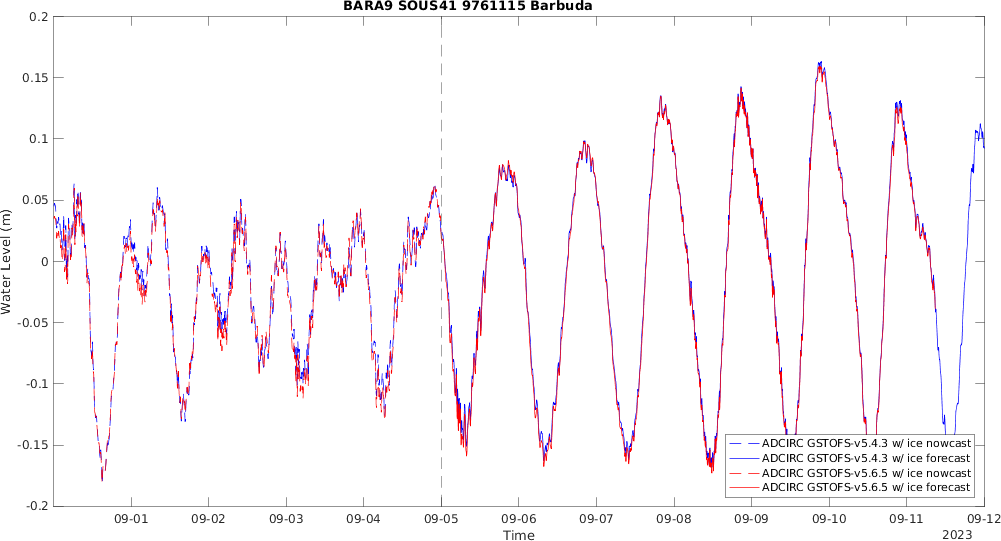 BARA9 SOUS41 9761115 Barbuda
0.2
0.15
0.1
0.05
0
-0.05
-0.1
-0.15
-0.2
Water Level (m)
ADCIRC GSTOFS-v5.4.3 w/ ice nowcast
ADCIRC GSTOFS-v5.4.3 w/ ice forecast
ADCIRC GSTOFS-v5.6.5 w/ ice nowcast
ADCIRC GSTOFS-v5.6.5 w/ ice forecast
09-01 09-02 09-03 09-04 09-05 09-06 09-07 09-08 09-09 09-10 09-11 09-12
Time
2023